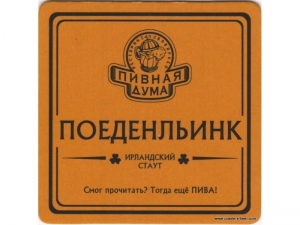 ПИВНАЯ
ДУМА
ПОЕДЕНЛЬИНК
ИРЛАНДСКИЙ
СТАУТ
Смог прочитать? Тогда ещё ПИВА!